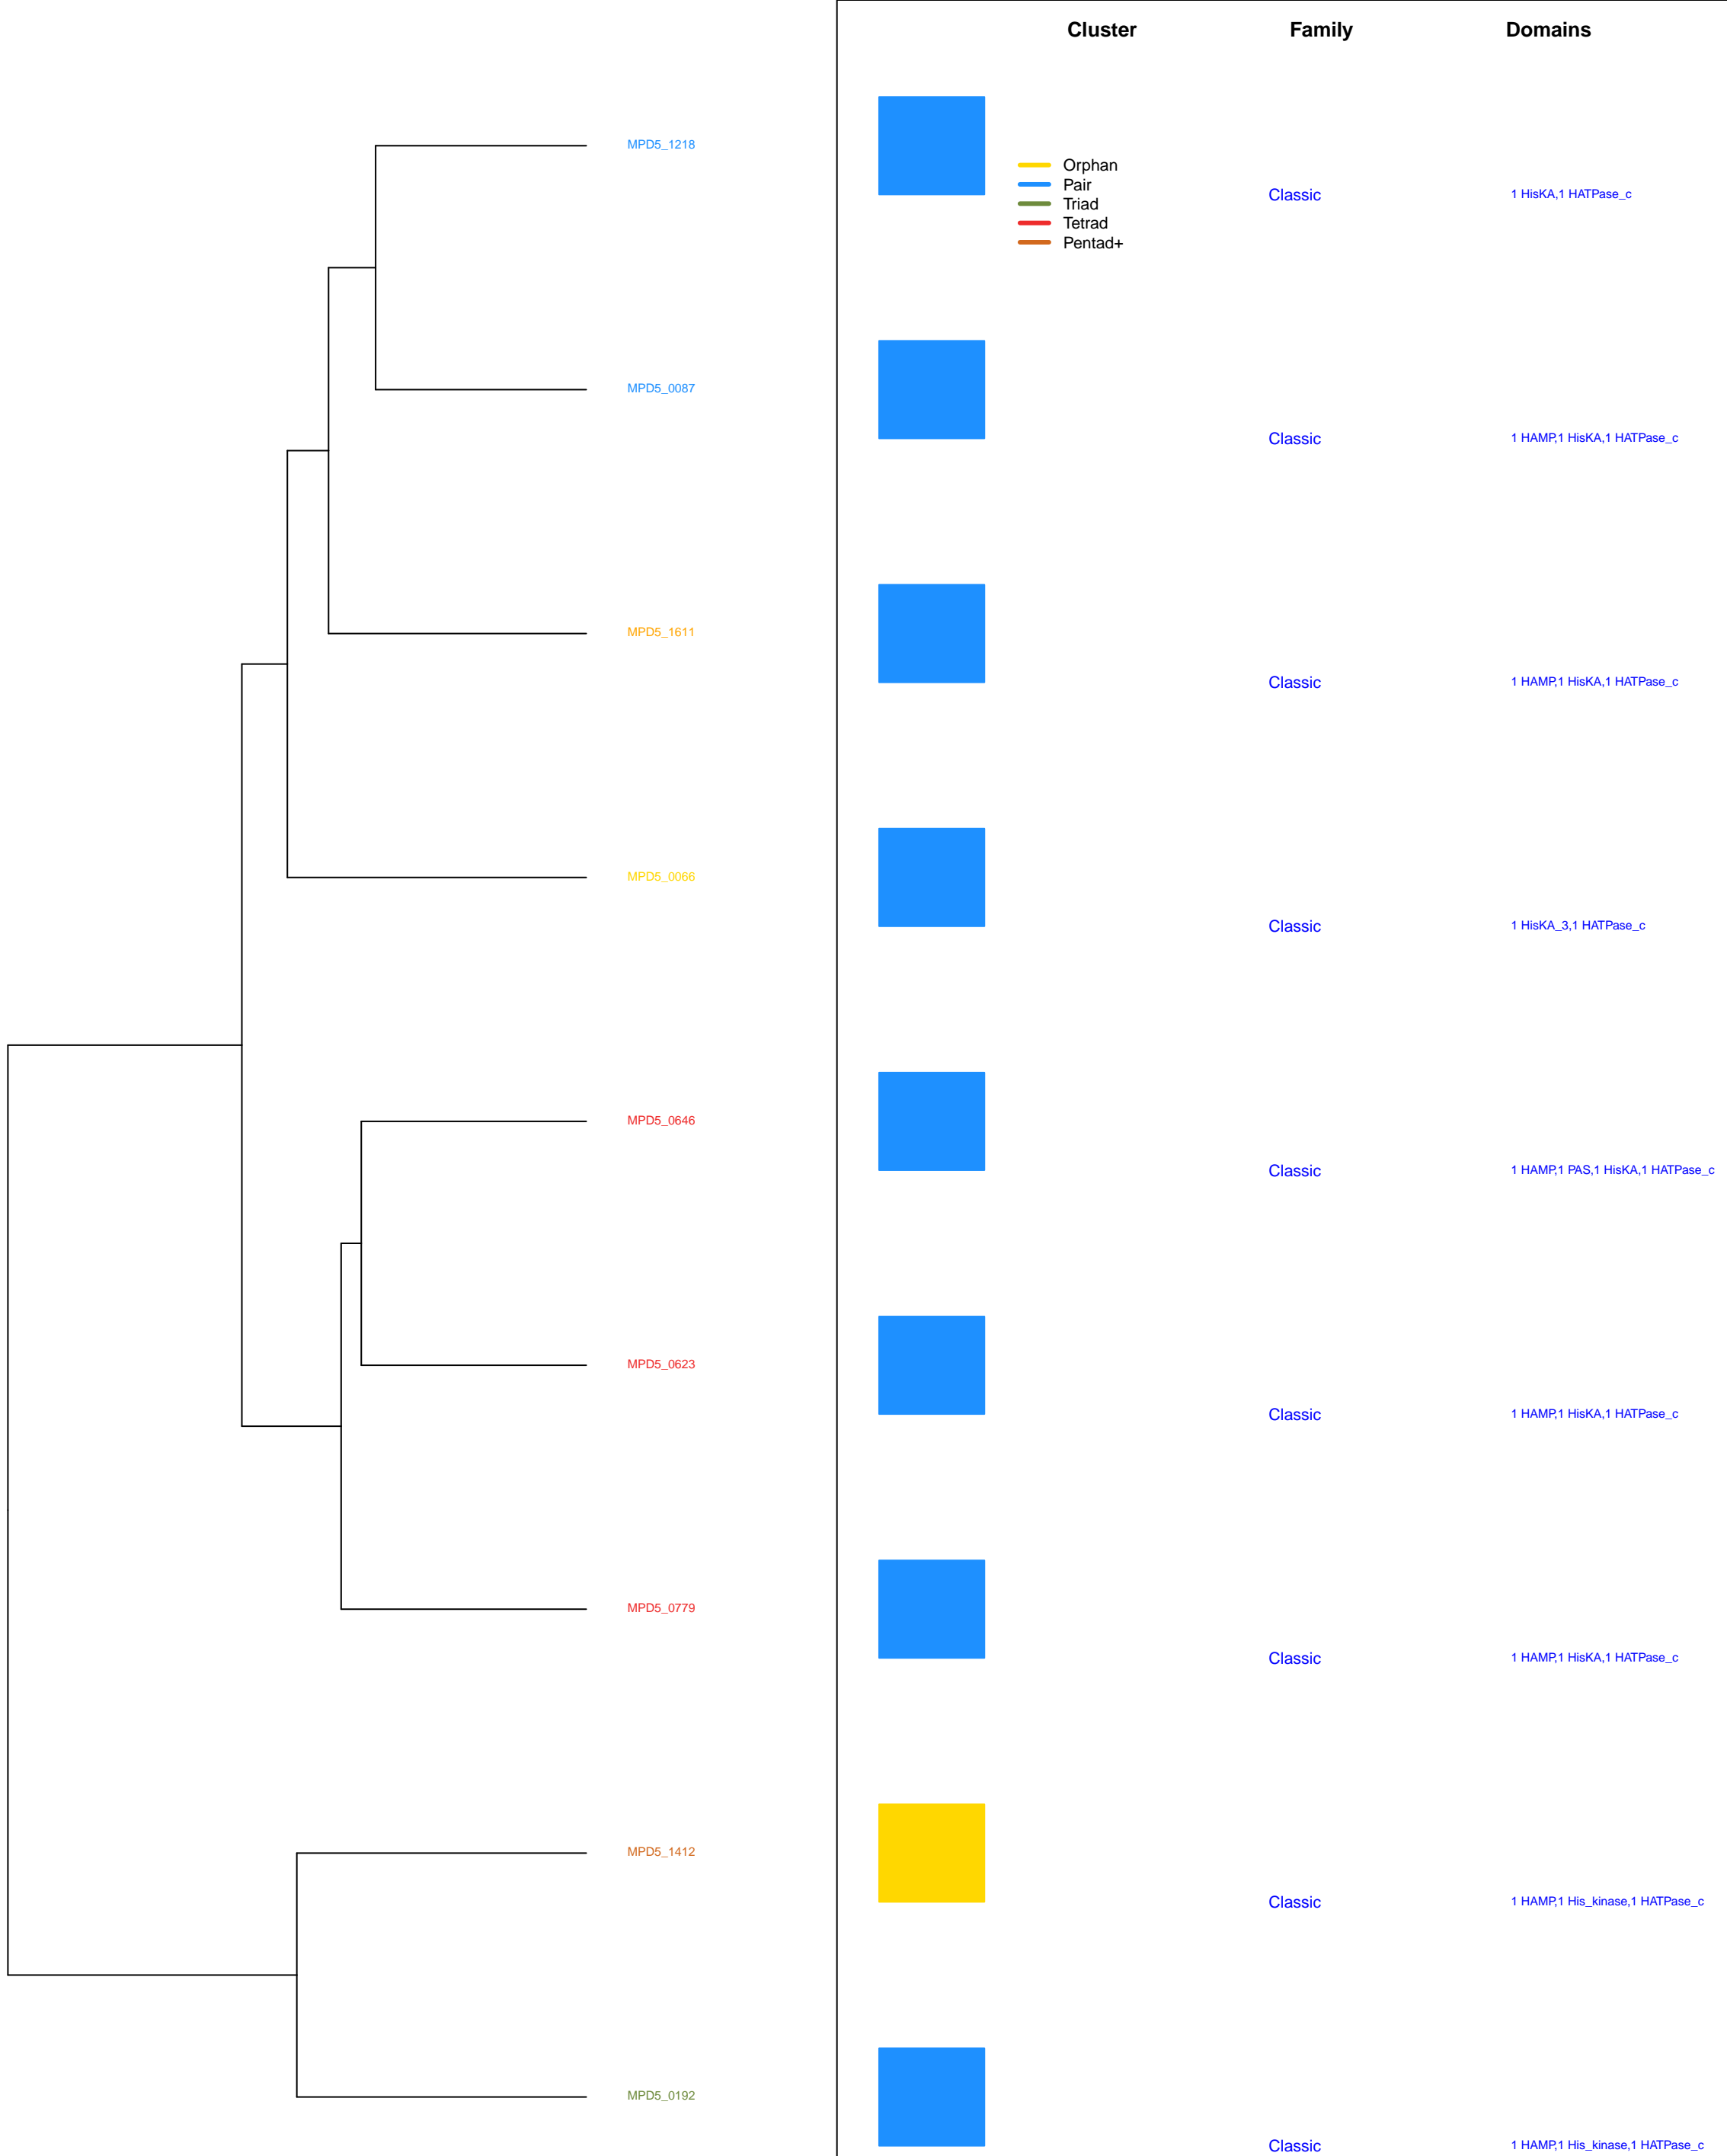 Cluster Family Domains
MPD5_1218
Orphan
Pair
Triad
Tetrad
Pentad+
Classic 1 HisKA,1 HATPase_c
MPD5_0087
Classic 1 HAMP,1 HisKA,1 HATPase_c
MPD5_1611
Classic 1 HAMP,1 HisKA,1 HATPase_c
MPD5_0066
Classic 1 HisKA_3,1 HATPase_c
MPD5_0646
Classic 1 HAMP,1 PAS,1 HisKA,1 HATPase_c
MPD5_0623
Classic 1 HAMP,1 HisKA,1 HATPase_c
MPD5_0779
Classic 1 HAMP,1 HisKA,1 HATPase_c
MPD5_1412
Classic 1 HAMP,1 His_kinase,1 HATPase_c
MPD5_0192
Classic 1 HAMP,1 His_kinase,1 HATPase_c